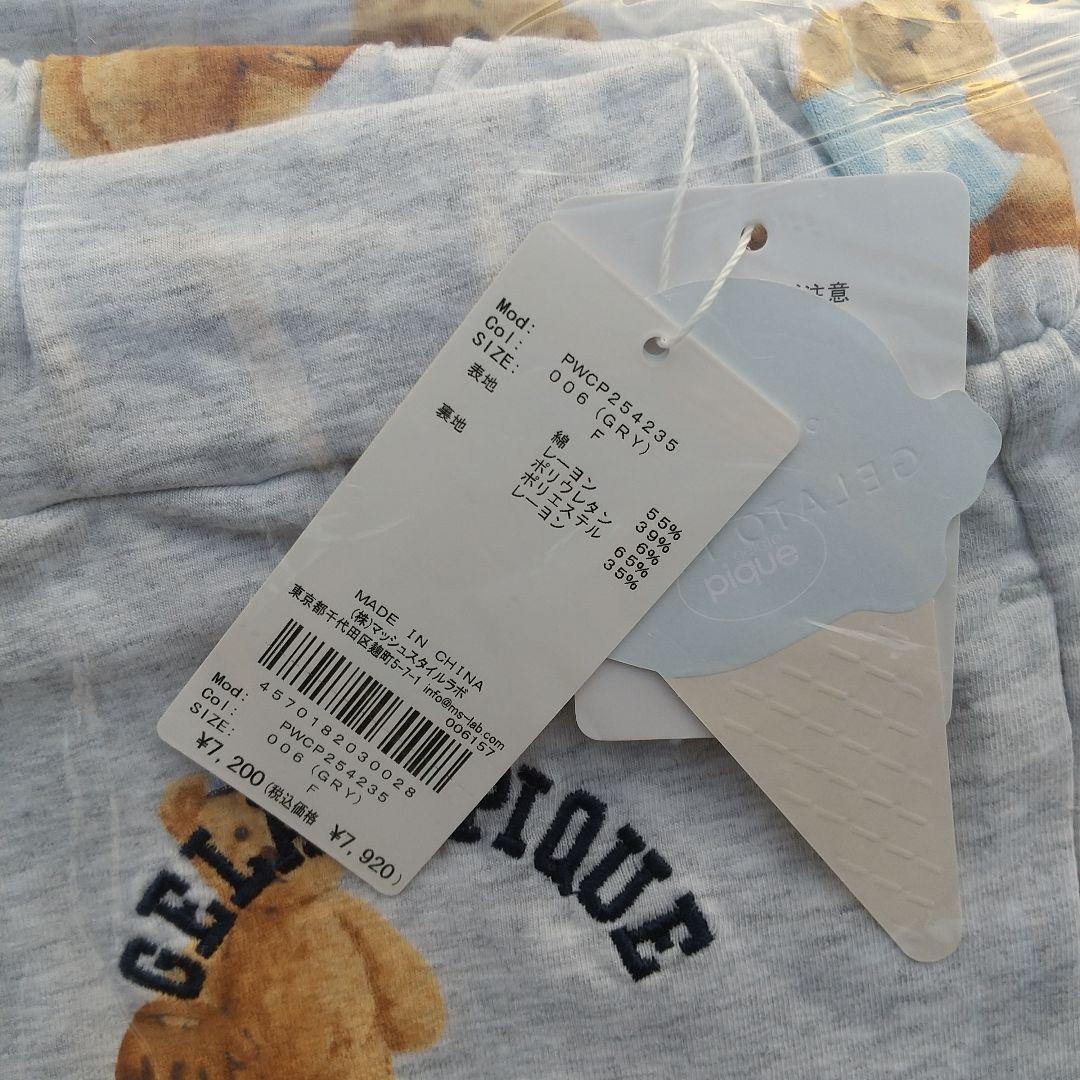 Mod: PWCP254235
Col: 006 (GRY)
SIZE: F
表地 綿 55%
レーヨン 39%
ポリウレタン 6%
裏地 ポリエステル 65%
レーヨン 35%
MADE IN CHINA
(株)マッシュスタイルラボ
東京都千代田区麹町5-7-1 info@ms-lab.com
006157
4570182030028
Mod: PWCP254235
Col: 006 (GRY)
SIZE: F
¥7,200 (税込価格 ¥7,920)
注意
GELATO
pique
GELA PIQUE